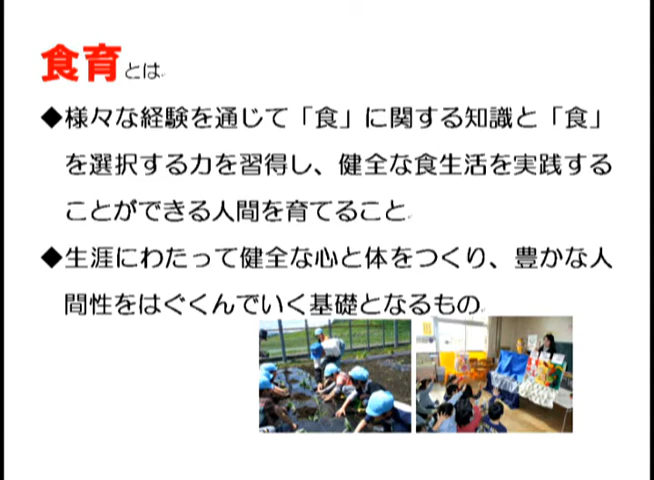 食育とは
◆様々な経験を通じて「食」に関する知識と「食」
を選択する力を習得し、健全な食生活を実践する
ことができる人間を育てること
◆生涯にわたって健全な心と体をつくり、豊かな人
間性をはぐくんでいく基礎となるもの